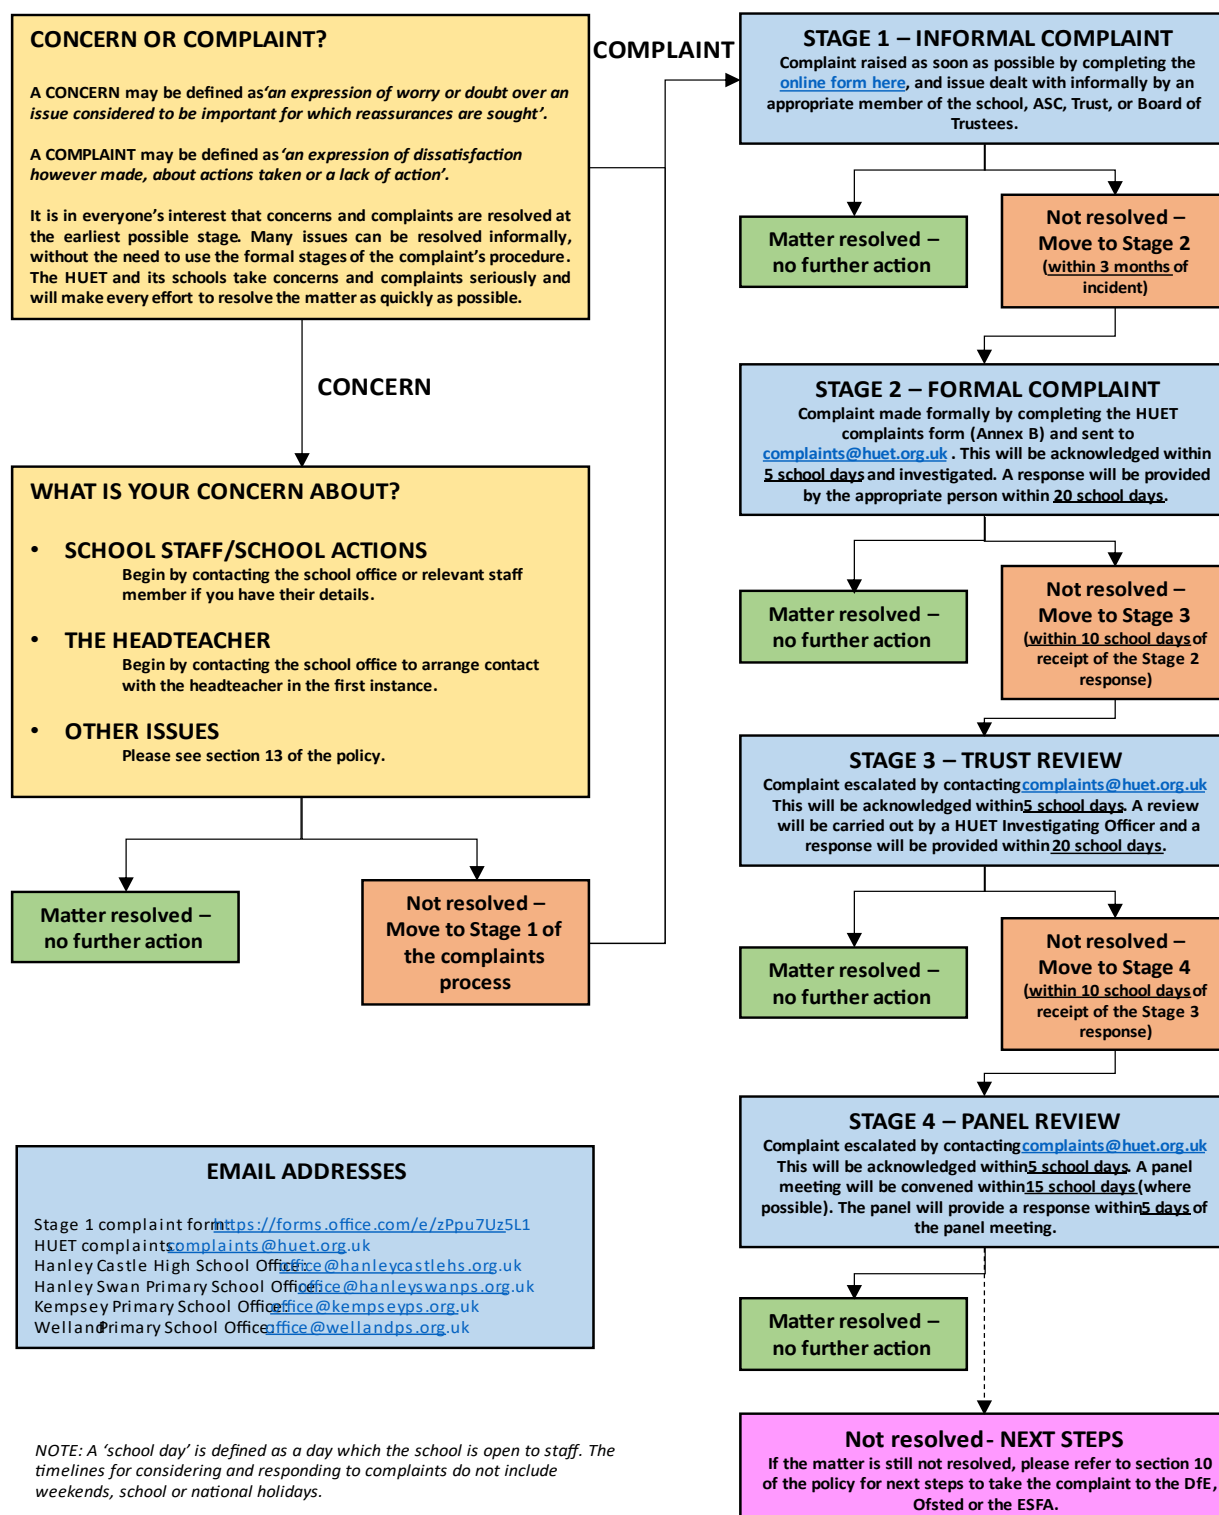 CONCERN OR COMPLAINT?
A CONCERN may be defined as ‘an expression of worry or doubt over an
issue considered to be important for which reassurances are sought’.
A COMPLAINT may be defined as ‘an expression of dissatisfaction
however made, about actions taken or a lack of action’.
It is in everyone’s interest that concerns and complaints are resolved at
the earliest possible stage. Many issues can be resolved informally,
without the need to use the formal stages of the complaint’s procedure.
The HUET and its schools take concerns and complaints seriously and
will make every effort to resolve the matter as quickly as possible.
CONCERN
WHAT IS YOUR CONCERN ABOUT?
• SCHOOL STAFF/SCHOOL ACTIONS
Begin by contacting the school office or relevant staff
member if you have their details.
• THE HEADTEACHER
Begin by contacting the school office to arrange contact
with the headteacher in the first instance.
• OTHER ISSUES
Please see section 13 of the policy.
Matter resolved –
no further action
Not resolved –
Move to Stage 1 of
the complaints
process
COMPLAINT
STAGE 1 – INFORMAL COMPLAINT
Complaint raised as soon as possible by completing the
online form here, and issue dealt with informally by an
appropriate member of the school, ASC, Trust, or Board of
Trustees.
Matter resolved –
no further action
Not resolved –
Move to Stage 2
(within 3 months of
incident)
STAGE 2 – FORMAL COMPLAINT
Complaint made formally by completing the HUET
complaints form (Annex B) and sent to
complaints@huet.org.uk . This will be acknowledged within
5 school days and investigated. A response will be provided
by the appropriate person within 20 school days.
Matter resolved –
no further action
Not resolved –
Move to Stage 3
(within 10 school days of
receipt of the Stage 2
response)
STAGE 3 – TRUST REVIEW
Complaint escalated by contacting complaints@huet.org.uk
This will be acknowledged within 5 school days. A review
will be carried out by a HUET Investigating Officer and a
response will be provided within 20 school days.
Matter resolved –
no further action
Not resolved –
Move to Stage 4
(within 10 school days of
receipt of the Stage 3
response)
STAGE 4 – PANEL REVIEW
Complaint escalated by contacting complaints@huet.org.uk
This will be acknowledged within 5 school days. A panel
meeting will be convened within 15 school days (where
possible). The panel will provide a response within 5 days of
the panel meeting.
Matter resolved –
no further action
Not resolved - NEXT STEPS
If the matter is still not resolved, please refer to section 10
of the policy for next steps to take the complaint to the DfE,
Ofsted or the ESFA.
EMAIL ADDRESSES
Stage 1 complaint form: https://forms.office.com/e/zPpu7Uz5L1
HUET complaints: complaints@huet.org.uk
Hanley Castle High School Office: office@hanleycastlehs.org.uk
Hanley Swan Primary School Office: office@hanleyswanps.org.uk
Kempsey Primary School Office: office@kempseyps.org.uk
Welland Primary School Office: office@wellandps.org.uk
NOTE: A ‘school day’ is defined as a day which the school is open to staff. The
timelines for considering and responding to complaints do not include
weekends, school or national holidays.